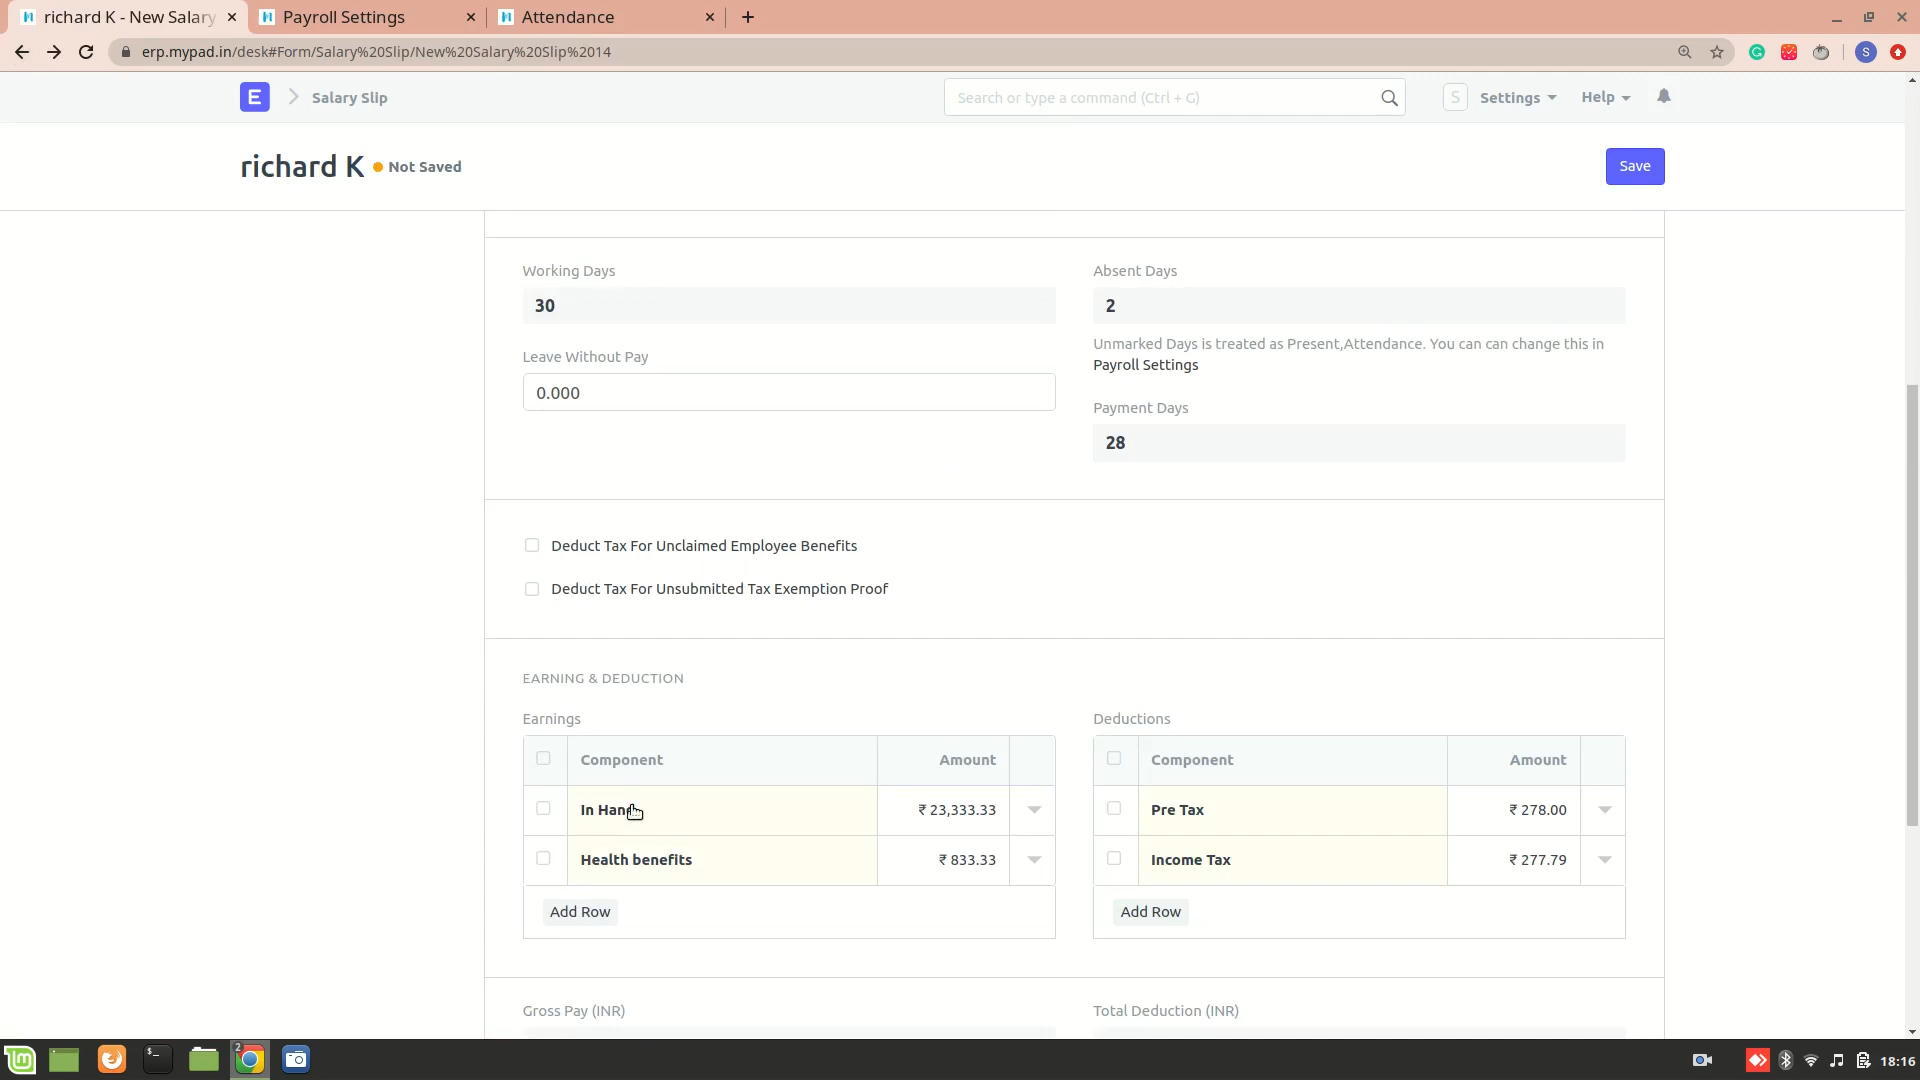 richard K - New Salary
Payroll Settings
Attendance
erp.mypad.in/desk#Form/Salary%20Slip/New%20Salary%20Slip%2014
S
E
Salary Slip
Search or type a command (Ctrl + G)
S
Settings
Help
richard K
Not Saved
Save
Working Days
30
Absent Days
2
Unmarked Days is treated as Present,Attendance. You can can change this in
Payroll Settings
Leave Without Pay
0.000
Payment Days
28
Deduct Tax For Unclaimed Employee Benefits
Deduct Tax For Unsubmitted Tax Exemption Proof
EARNING & DEDUCTION
Earnings
Component Amount
In Hand ₹ 23,333.33
Health benefits ₹ 833.33
Add Row
Deductions
Component Amount
Pre Tax ₹ 278.00
Income Tax ₹ 277.79
Add Row
Gross Pay (INR)
Total Deduction (INR)
2
18:16